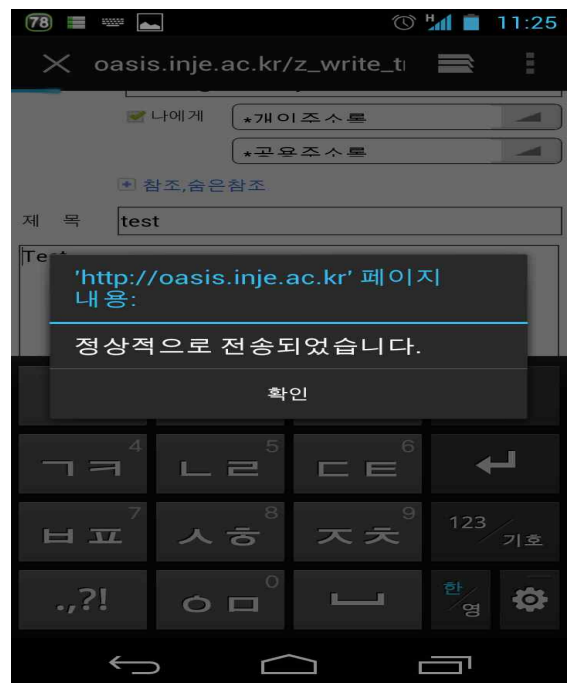 78 H 11:25
oasis.inje.ac.kr/z_write_t
나에게 *개이주소록
*공용주소록
참조,숨은참조
제 목 test
Te
'http://oasis.inje.ac.kr' 페이지
내용:
정상적으로 전송되었습니다.
확인
ㄱㅋ 4 ㄴㄹ 5 ㄷㅌ 6
ㅂㅍ 7 ㅅㅎ 8 ㅈㅊ 9 123/기호
.,?! ㅇㅁ 0 한/영